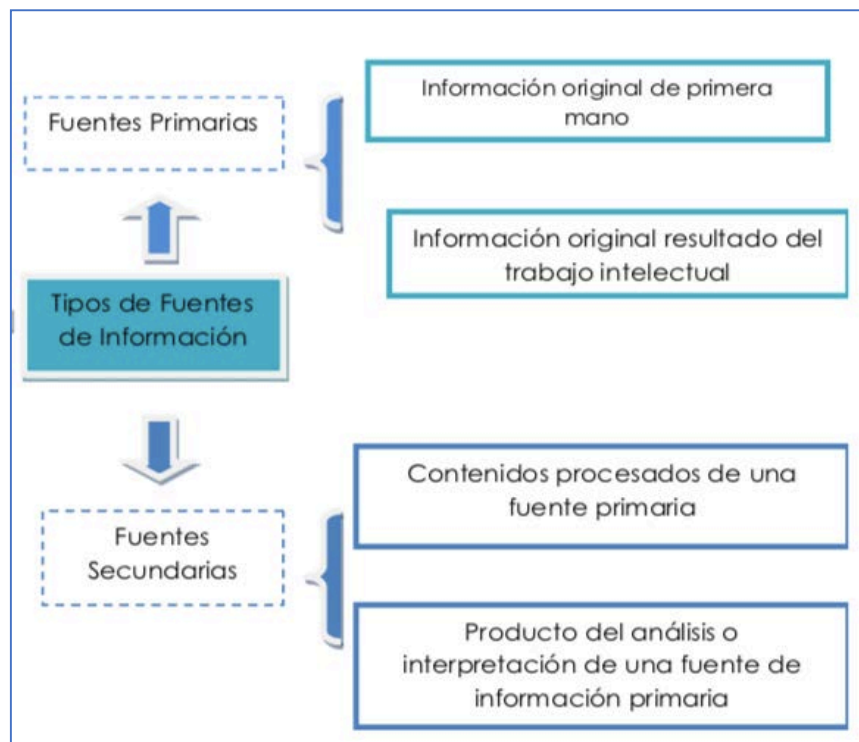 Fuentes Primarias
Información original de primera
mano
Información original resultado del
trabajo intelectual
Tipos de Fuentes
de Información
Fuentes
Secundarias
Contenidos procesados de una
fuente primaria
Producto del análisis o
interpretación de una fuente de
información primaria